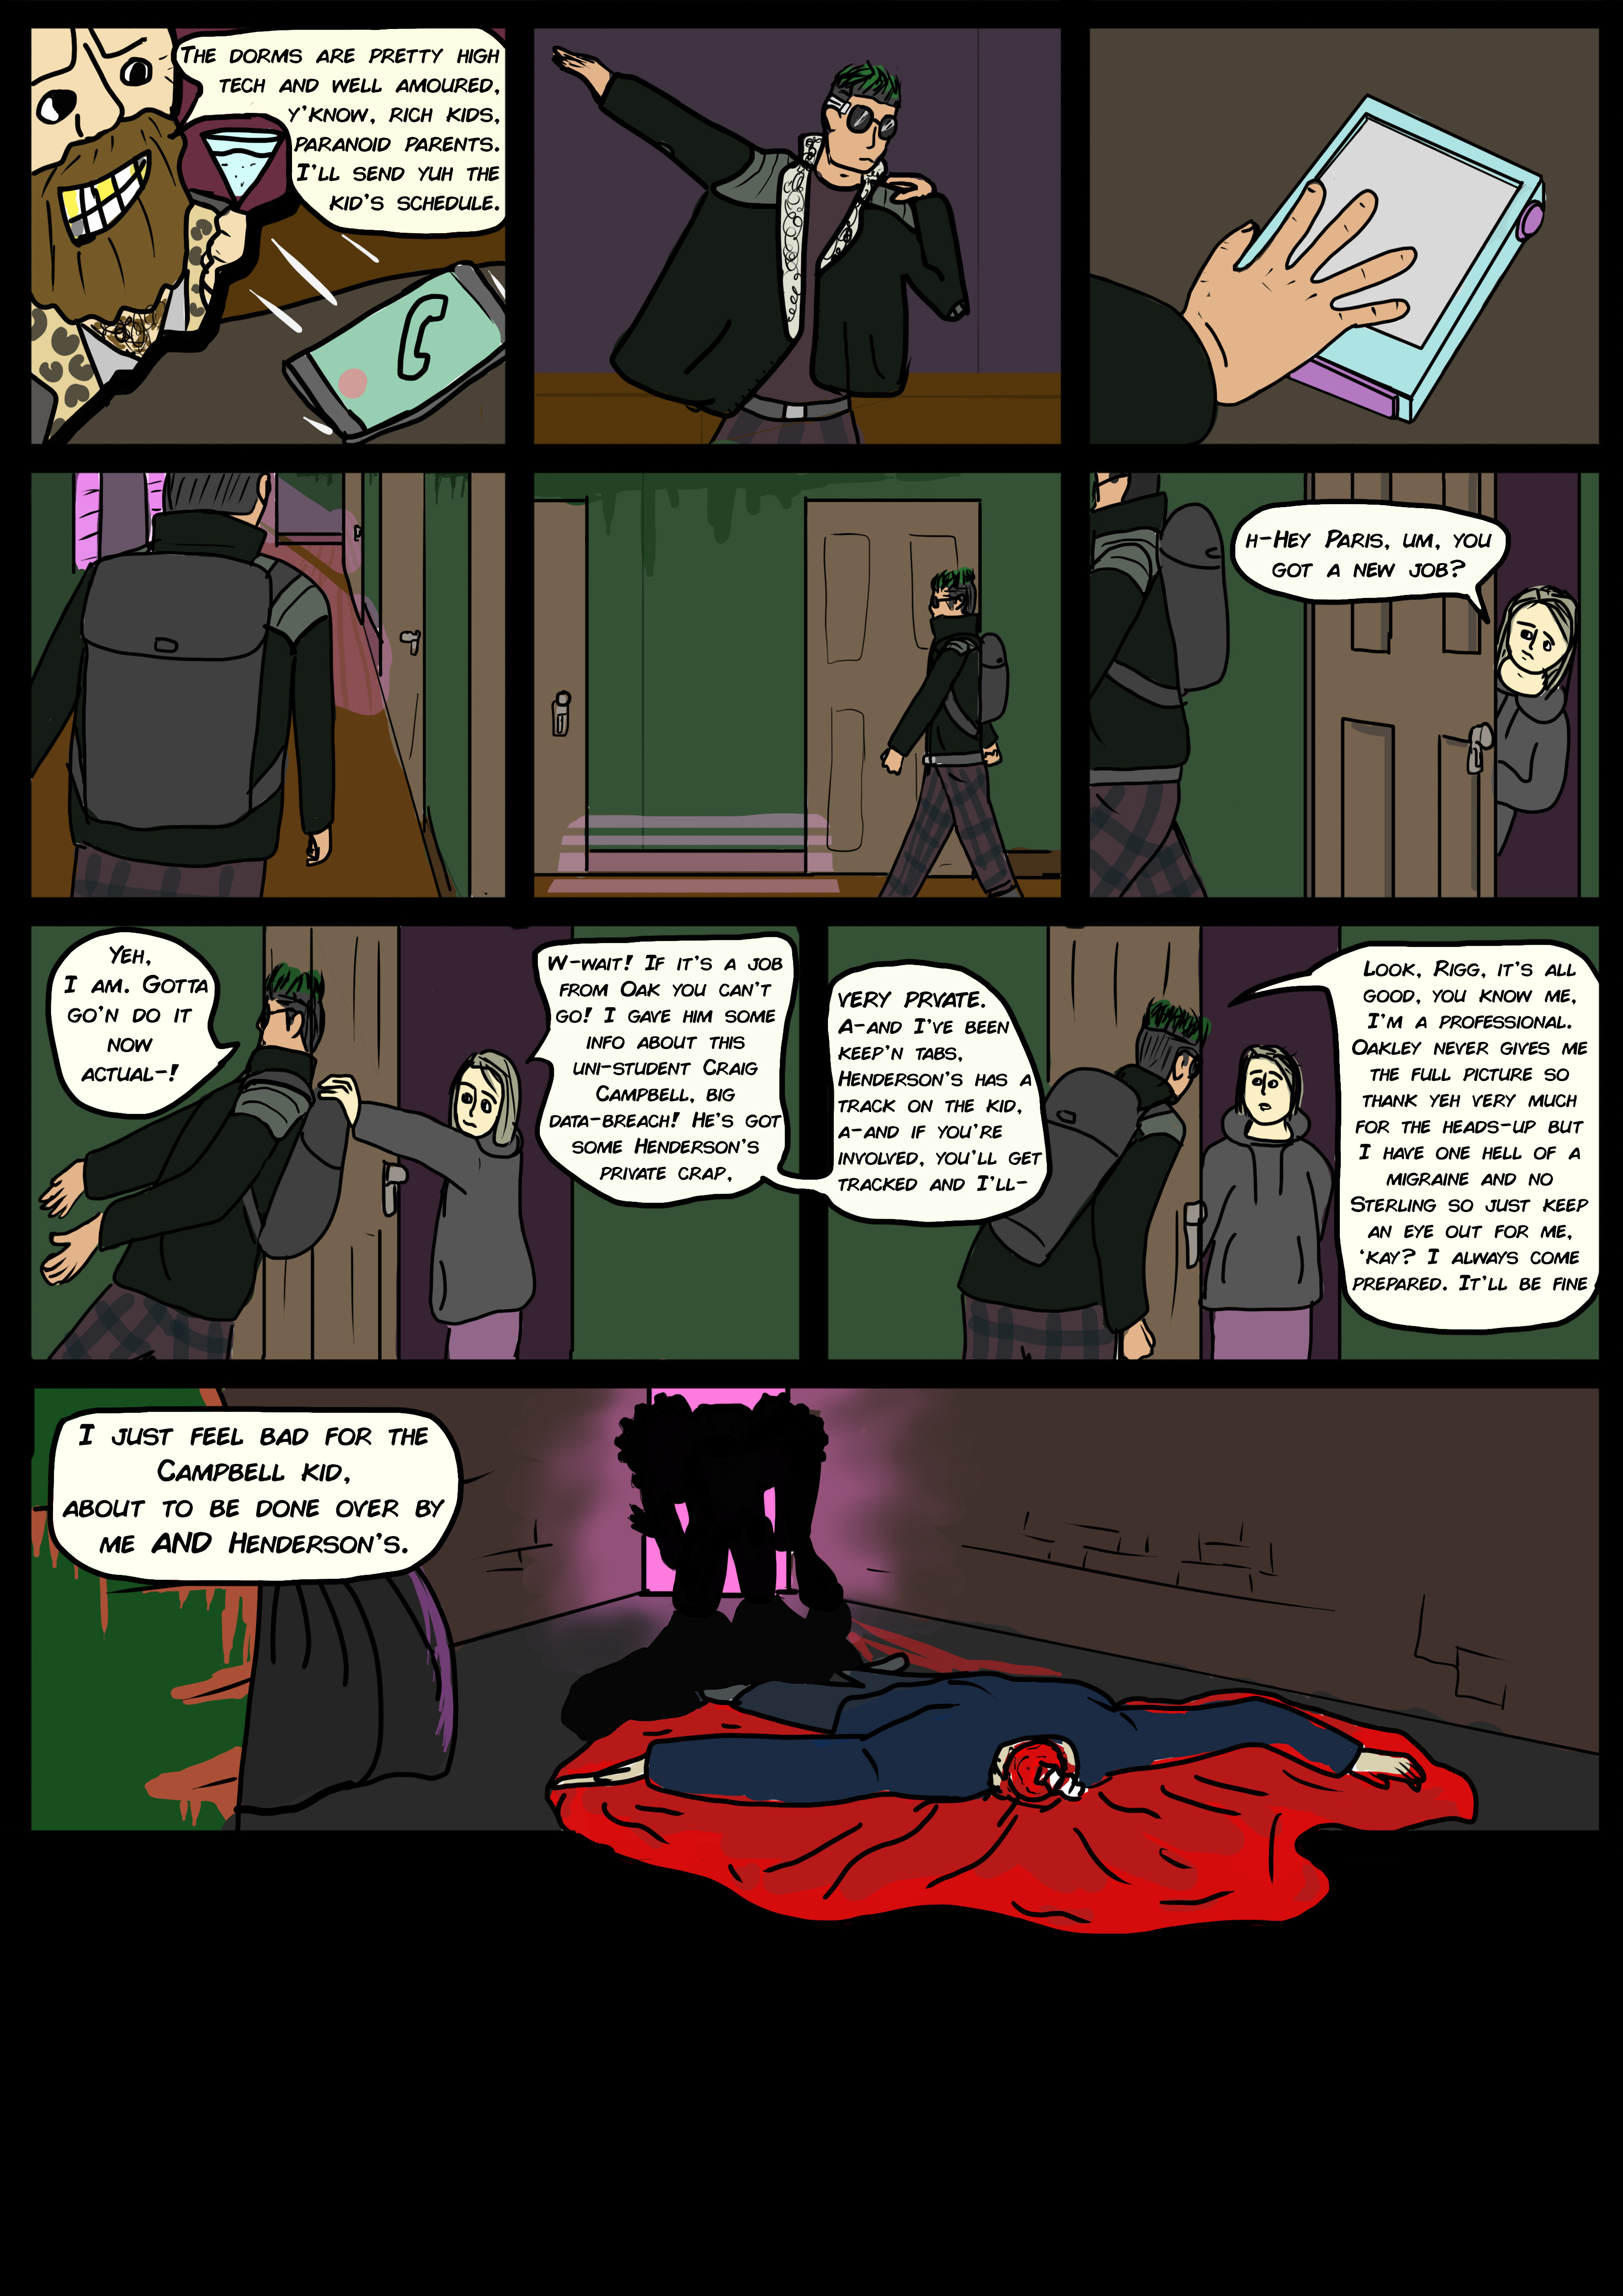 The dorms are pretty high
tech and well amoured,
y'know, rich kids,
paranoid parents.
I'll send yuh the
kid's schedule.
h-Hey Paris, um, you
got a new job?
Yeh,
I am. Gotta
go'n do it
now
actual-!
W-wait! If it's a job
from Oak you can't
go! I gave him some
info about this
uni-student Craig
Campbell, big
data-breach! He's got
some Henderson's
private crap,
very prvate.
A-and I've been
keep'n tabs,
Henderson's has a
track on the kid,
a-and if you're
involved, you'll get
tracked and I'll-
Look, Rigg, it's all
good, you know me,
I'm a professional.
Oakley never gives me
the full picture so
thank yeh very much
for the heads-up but
I have one hell of a
migraine and no
Sterling so just keep
an eye out for me,
'kay? I always come
prepared. It'll be fine
I just feel bad for the
Campbell kid,
about to be done over by
me AND Henderson's.